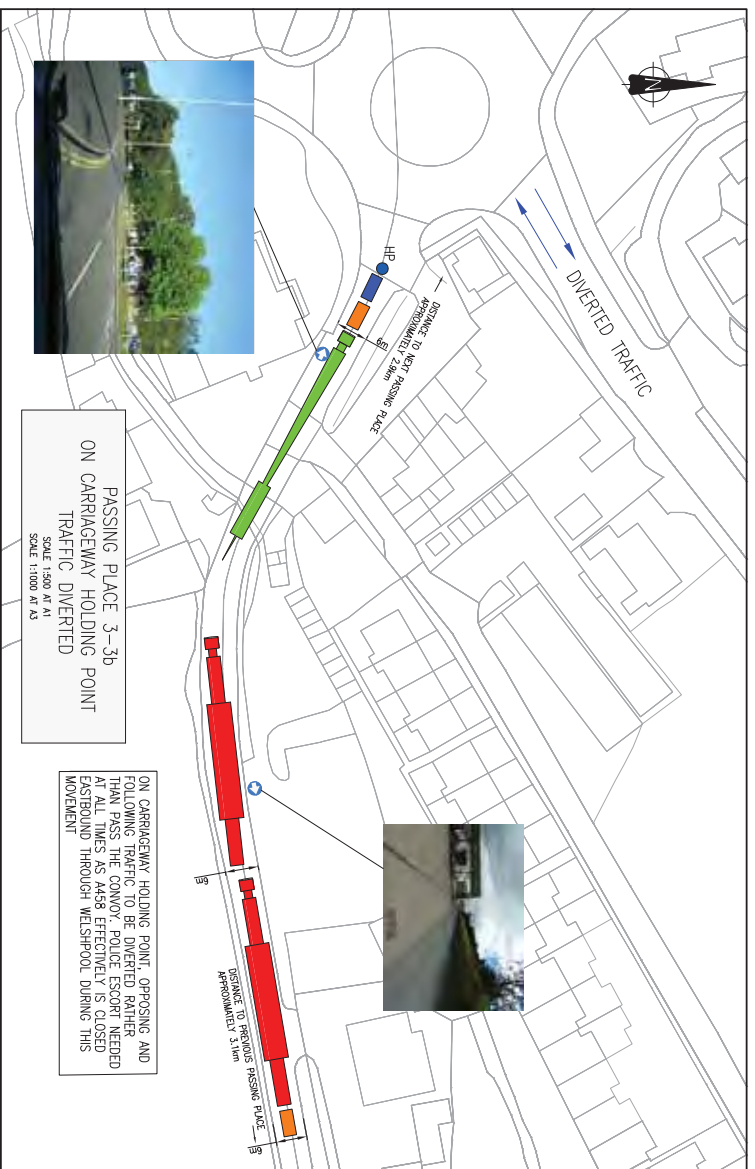 N
DIVERTED TRAFFIC
HP
DISTANCE TO NEXT PASSING PLACE
APPROXIMATELY 2.9km
6m
PASSING PLACE 3-3b
ON CARRIAGEWAY HOLDING POINT
TRAFFIC DIVERTED
SCALE 1:500 AT A1
SCALE 1:1000 AT A3
6m
DISTANCE TO PREVIOUS PASSING PLACE
APPROXIMATELY 3.1km
6m
ON CARRIAGEWAY HOLDING POINT, OPPOSING AND
FOLLOWING TRAFFIC TO BE DIVERTED RATHER
THAN PASS THE CONVOY. POLICE ESCORT NEEDED
AT ALL TIMES AS A458 EFFECTIVELY IS CLOSED
EASTBOUND THROUGH WELSHPOOL DURING THIS
MOVEMENT